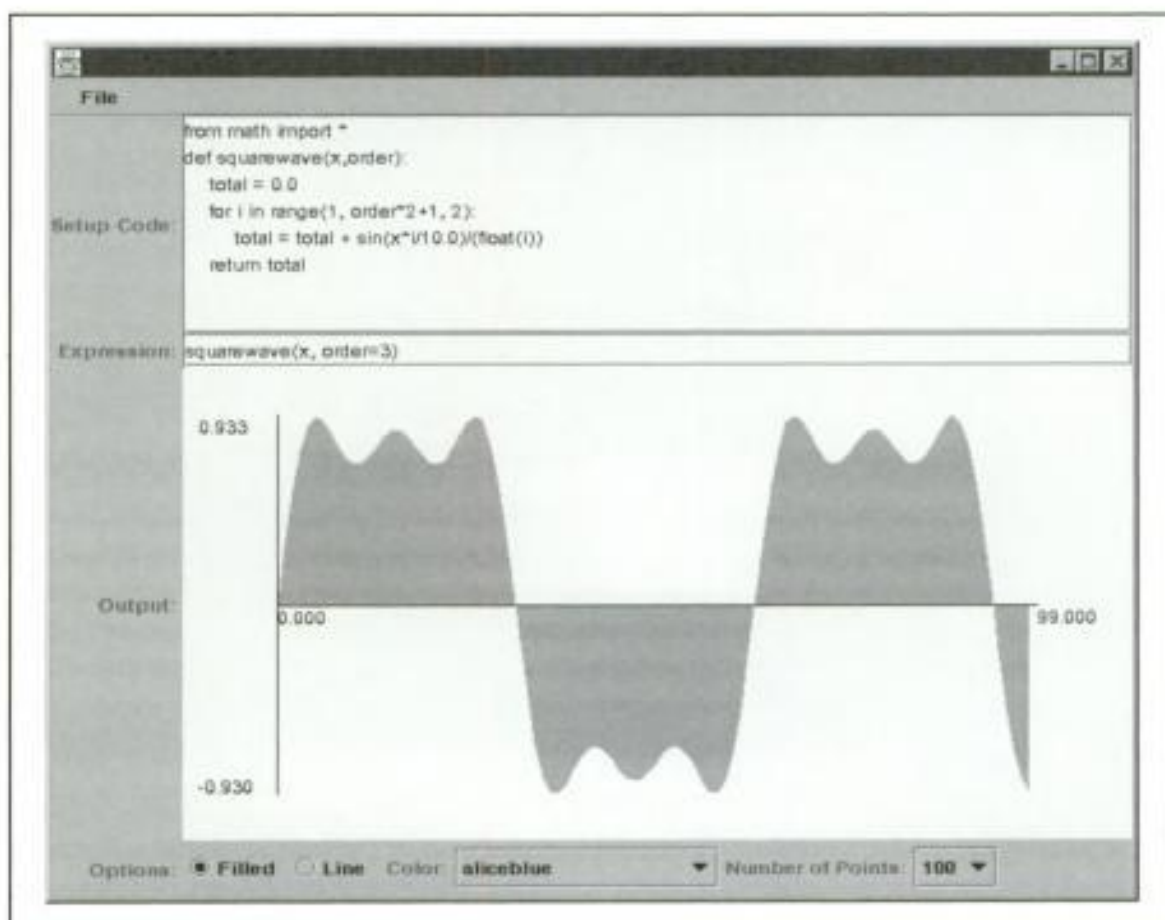 File
from math import *
def squarewave(x,order):
total = 0.0
for i in range(1, order*2+1, 2):
Setup Code:
total = total + sin(x*i/10.0)/(float(i))
return total
Expression: squarewave(x, order=3)
0.933
Output:
0.000 99.000
-0.930
Options: Filled Line Color: aliceblue Number of Points: 100